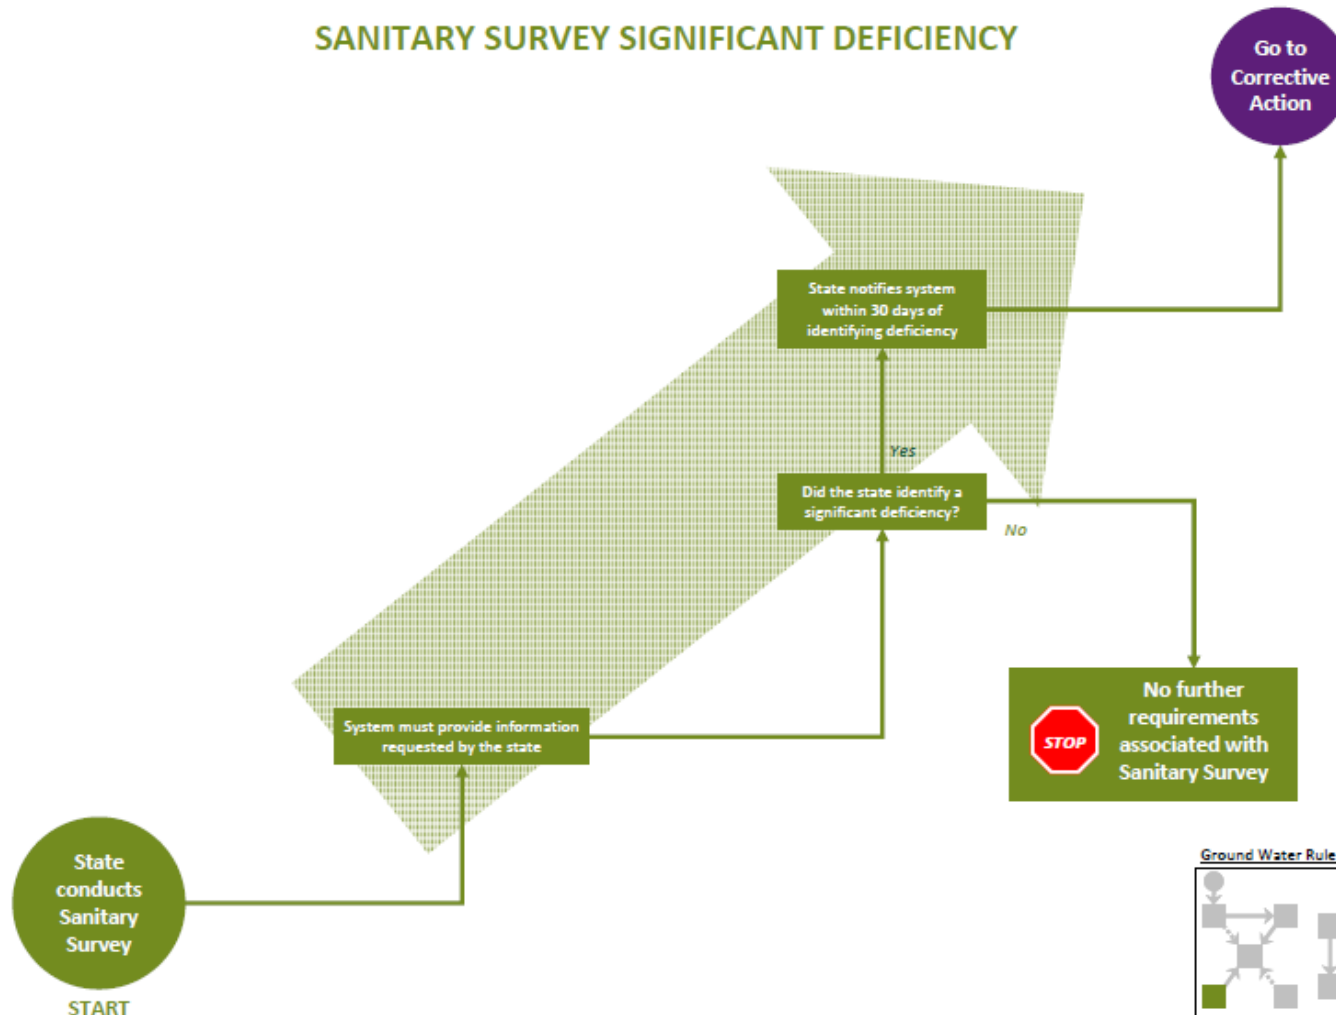 SANITARY SURVEY SIGNIFICANT DEFICIENCY
Go to
Corrective
Action
State notifies system
within 30 days of
identifying deficiency
Yes
Did the state identify a
significant deficiency?
No
System must provide information
requested by the state
STOP
No further
requirements
associated with
Sanitary Survey
State
conducts
Sanitary
Survey
START
Ground Water Rule